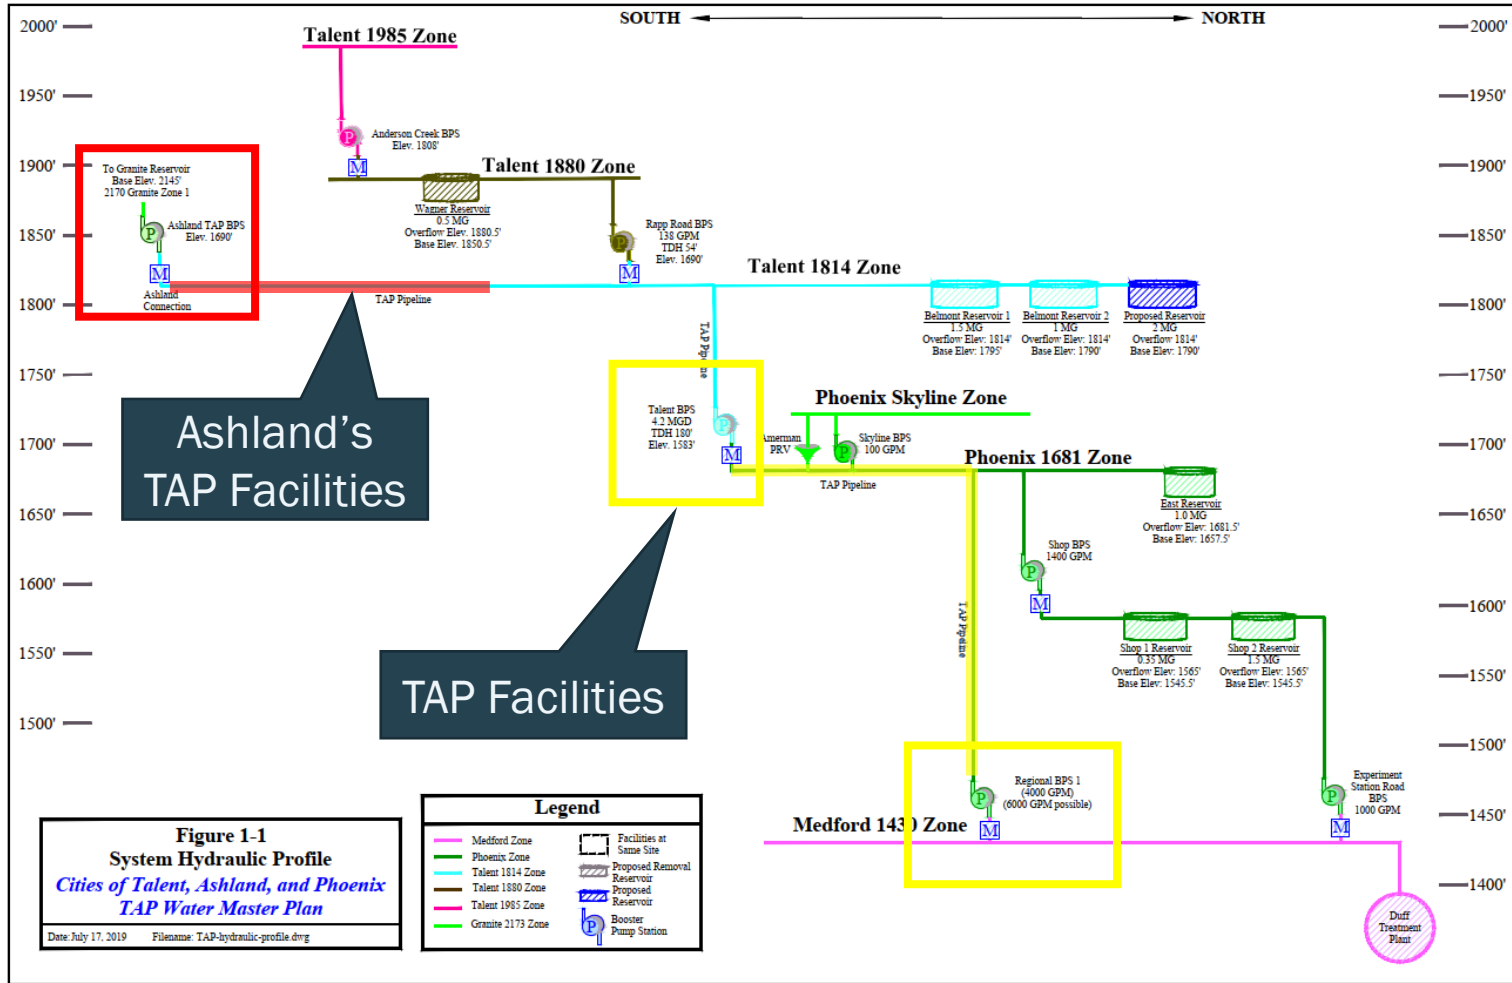 SOUTH
NORTH
2000'
1950'
1900'
1850'
1800'
1750'
1700'
1650'
1600'
1550'
1500'
2000'
1950'
1900'
1850'
1800'
1750'
1700'
1650'
1600'
1550'
1500'
1450'
1400'
Talent 1985 Zone
P
Anderson Creek BPS
Elev. 1808'
M
Talent 1880 Zone
Wagner Reservoir
0.5 MG
Overflow Elev. 1880.5'
Base Elev. 1850.5'
P
Rapp Road BPS
138 GPM
TDH 54'
Elev. 1690'
M
To Granite Reservoir
Base Elev. 2145'
2170 Granite Zone 1
P
Ashland TAP BPS
Elev. 1690'
M
Ashland
Connection
TAP Pipeline
Talent 1814 Zone
Belmont Reservoir 1
1.5 MG
Overflow Elev: 1814'
Base Elev: 1795'
Belmont Reservoir 2
1 MG
Overflow Elev: 1814'
Base Elev: 1790'
Proposed Reservoir
2 MG
Overflow 1814'
Base Elev: 1790'
TAP Pipeline
Ashland's
TAP Facilities
Talent BPS
4.2 MGD
TDH 180'
Elev. 1583'
P
M
Phoenix Skyline Zone
Amerman
PRV
P
Skyline BPS
100 GPM
TAP Pipeline
Phoenix 1681 Zone
East Reservoir
1.0 MG
Overflow Elev: 1681.5'
Base Elev: 1657.5'
Shop BPS
1400 GPM
P
M
TAP Pipeline
Shop 1 Reservoir
0.35 MG
Overflow Elev: 1565'
Base Elev: 1545.5'
Shop 2 Reservoir
1.5 MG
Overflow Elev: 1565'
Base Elev: 1545.5'
TAP Facilities
P
Regional BPS 1
(4000 GPM)
(6000 GPM possible)
M
P
Experiment
Station Road
BPS
1000 GPM
M
Medford 1430 Zone
Duff
Treatment
Plant
Figure 1-1
System Hydraulic Profile
Cities of Talent, Ashland, and Phoenix
TAP Water Master Plan
Date: July 17, 2019 Filename: TAP-hydraulic-profile.dwg
Legend
Medford Zone
Phoenix Zone
Talent 1814 Zone
Talent 1880 Zone
Talent 1985 Zone
Granite 2173 Zone
Facilities at
Same Site
Proposed Removal
Reservoir
Proposed
Reservoir
P
Booster
Pump Station